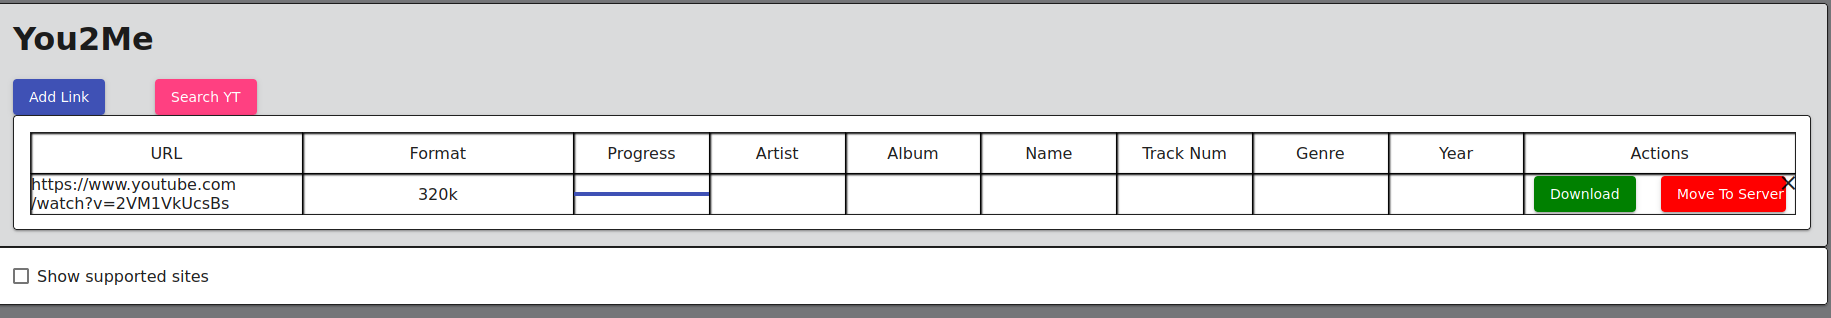 You2Me
Add Link Search YT
URL Format Progress Artist Album Name Track Num Genre Year Actions
https://www.youtube.com
/watch?v=2VM1VkUcsBs
320k Download Move To Server
Show supported sites